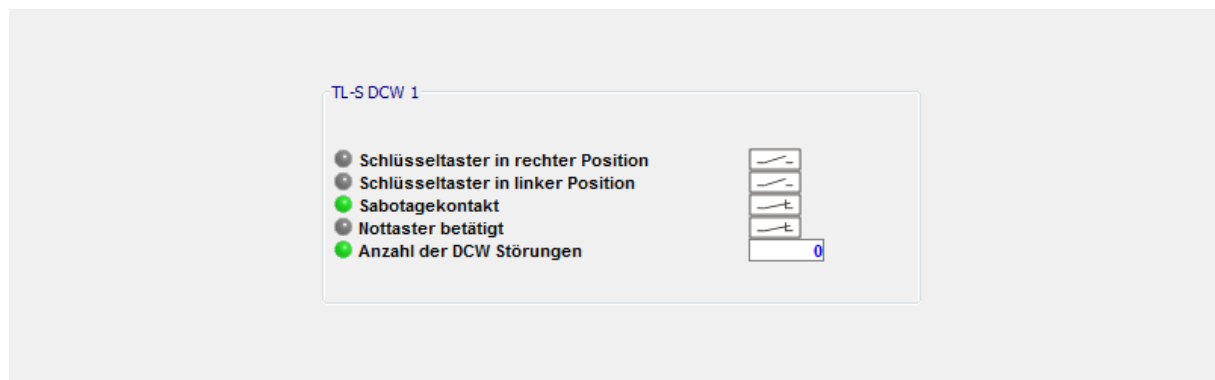 TL-S DCW 1
Schlüsseltaster in rechter Position
Schlüsseltaster in linker Position
Sabotagekontakt
Nottaster betätigt
Anzahl der DCW Störungen 0